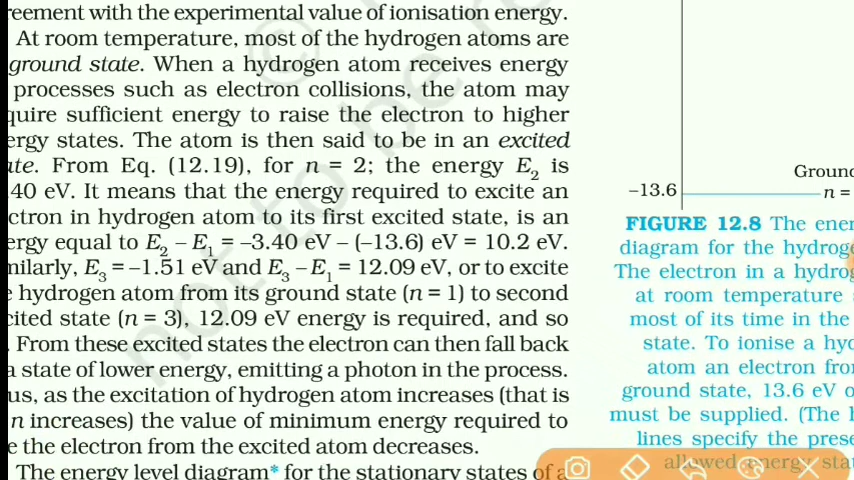 reement with the experimental value of ionisation energy.
At room temperature, most of the hydrogen atoms are
ground state. When a hydrogen atom receives energy
processes such as electron collisions, the atom may
quire sufficient energy to raise the electron to higher
ergy states. The atom is then said to be in an excited
ate. From Eq. (12.19), for n = 2; the energy E₂ is
40 eV. It means that the energy required to excite an
ctron in hydrogen atom to its first excited state, is an
ergy equal to E₂ – E₁ = –3.40 eV – (–13.6) eV = 10.2 eV.
milarly, E₃ = –1.51 eV and E₃ – E₁ = 12.09 eV, or to excite
e hydrogen atom from its ground state (n = 1) to second
cited state (n = 3), 12.09 eV energy is required, and so
. From these excited states the electron can then fall back
a state of lower energy, emitting a photon in the process.
us, as the excitation of hydrogen atom increases (that is
n increases) the value of minimum energy required to
e the electron from the excited atom decreases.
The energy level diagram* for the stationary states of a
not to be
©
Ground
–13.6
n =
FIGURE 12.8 The ener
diagram for the hydroge
The electron in a hydrog
at room temperature s
most of its time in the
state. To ionise a hyd
atom an electron from
ground state, 13.6 eV o
must be supplied. (The h
lines specify the prese
allowed energy stat